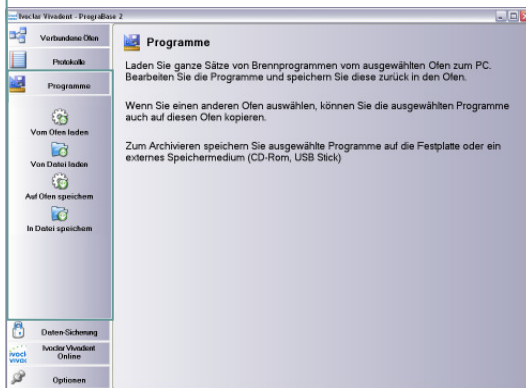 Ivoclar Vivadent - PrograBase 2
Verbundene Öfen
Protokolle
Programme
Vom Ofen laden
Von Datei laden
Auf Ofen speichern
In Datei speichern
Daten-Sicherung
Ivoclar Vivadent
Online
Optionen
Programme
Laden Sie ganze Sätze von Brennprogrammen vom ausgewählten Ofen zum PC.
Bearbeiten Sie die Programme und speichern Sie diese zurück in den Ofen.
Wenn Sie einen anderen Ofen auswählen, können Sie die ausgewählten Programme
auch auf diesen Ofen kopieren.
Zum Archivieren speichern Sie ausgewählte Programme auf die Festplatte oder ein
externes Speichermedium (CD-Rom, USB Stick)